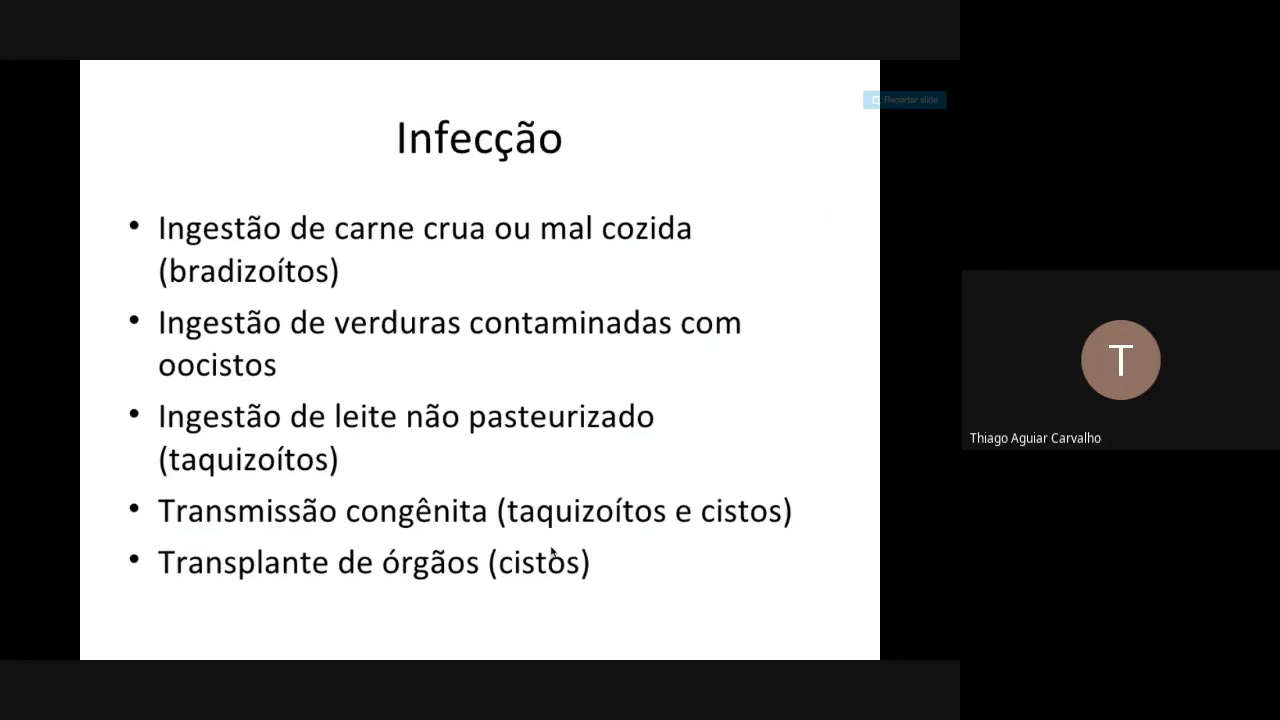 Recortar slide
Infecção
• Ingestão de carne crua ou mal cozida
(bradizoítos)
• Ingestão de verduras contaminadas com
oocistos
• Ingestão de leite não pasteurizado
(taquizoítos)
• Transmissão congênita (taquizoítos e cistos)
• Transplante de órgãos (cistos)
T
Thiago Aguiar Carvalho